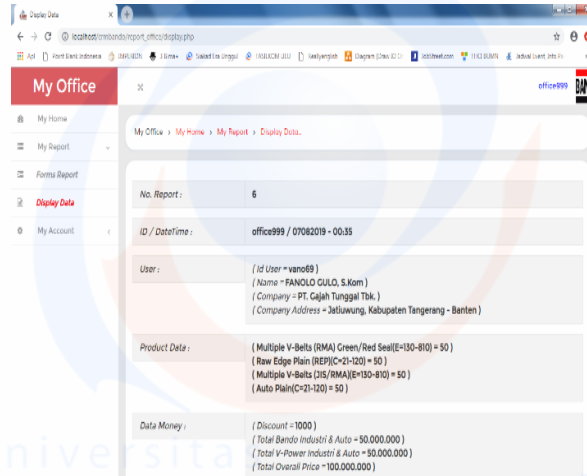 Display Data
localhost/crmbando/report_office/display.php
Apl
JobStreet.com
My Office
×
office999
My Home
My Report
Forms Report
Display Data
My Account
My Office > My Home > My Report > Display Data..
No. Report :
6
ID / DateTime :
office999 / 07082019 - 00:35
User :
( Id User = vano69 )
( Name = FANOLO GULO, S.Kom )
( Company = PT. Gajah Tunggal Tbk. )
( Company Address = Jatiuwung, Kabupaten Tangerang - Banten )
Product Data :
( Multiple V-Belts (RMA) Green/Red Seal(E=130-810) = 50 )
( Raw Edge Plain (REP)(C=21-120) = 50 )
( Multiple V-Belts (JIS/RMA)(E=130-810) = 50 )
( Auto Plain(C=21-120) = 50 )
Data Money :
( Discount = 1000 )
( Total Bando Industri & Auto = 50.000.000 )
( Total V-Power Industri & Auto = 50.000.000 )
( Total Overall Price = 100.000.000 )